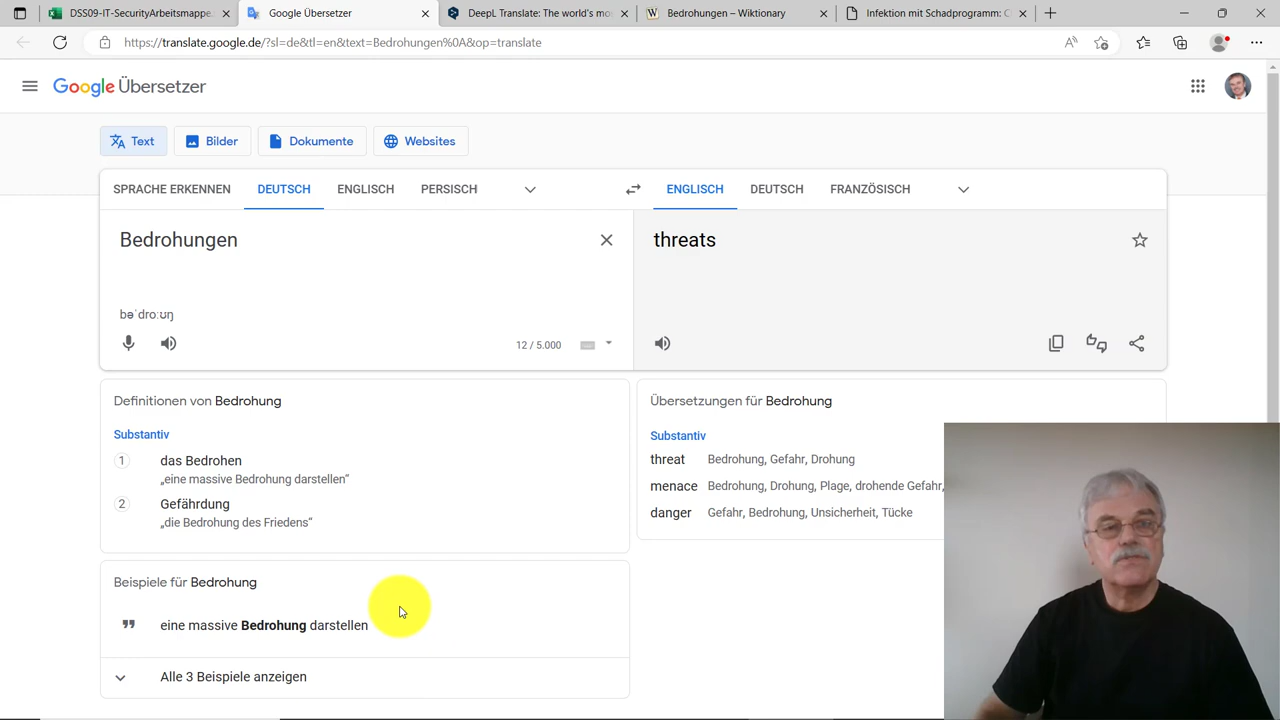 DSS09-IT-SecurityArbeitsmappe.
Google Übersetzer
DeepL Translate: The world's mo
Bedrohungen – Wiktionary
Infektion mit Schadprogramm: C
https://translate.google.de/?sl=de&tl=en&text=Bedrohungen%0A&op=translate
Google Übersetzer
Text
Bilder
Dokumente
Websites
SPRACHE ERKENNEN
DEUTSCH
ENGLISCH
PERSISCH
ENGLISCH
DEUTSCH
FRANZÖSISCH
Bedrohungen
threats
bəˈdroːʊŋ
12 / 5.000
Definitionen von Bedrohung
Substantiv
1 das Bedrohen
„eine massive Bedrohung darstellen“
2 Gefährdung
„die Bedrohung des Friedens“
Übersetzungen für Bedrohung
Substantiv
threat Bedrohung, Gefahr, Drohung
menace Bedrohung, Drohung, Plage, drohende Gefahr,
danger Gefahr, Bedrohung, Unsicherheit, Tücke
Beispiele für Bedrohung
eine massive Bedrohung darstellen
Alle 3 Beispiele anzeigen